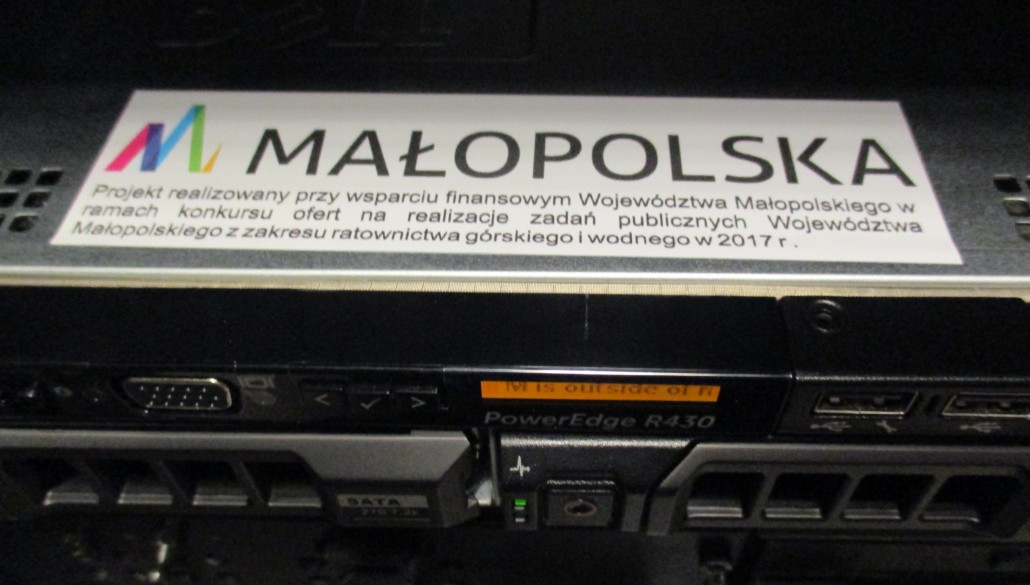 MAŁOPOLSKA
Projekt realizowany przy wsparciu finansowym Województwa Małopolskiego w
ramach konkursu ofert na realizacje zadań publicznych Województwa
Małopolskiego z zakresu ratownictwa górskiego i wodnego w 2017 r .
M is outside of
PowerEdge R430
SATA